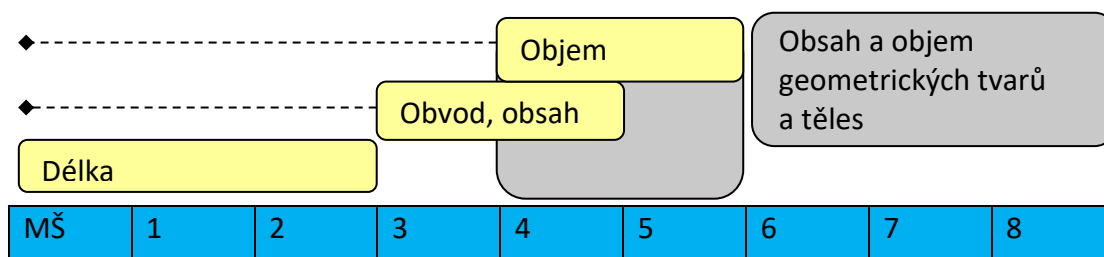 Objem
Obsah a objem
geometrických tvarů
a těles
Obvod, obsah
Délka
MŠ 1 2 3 4 5 6 7 8